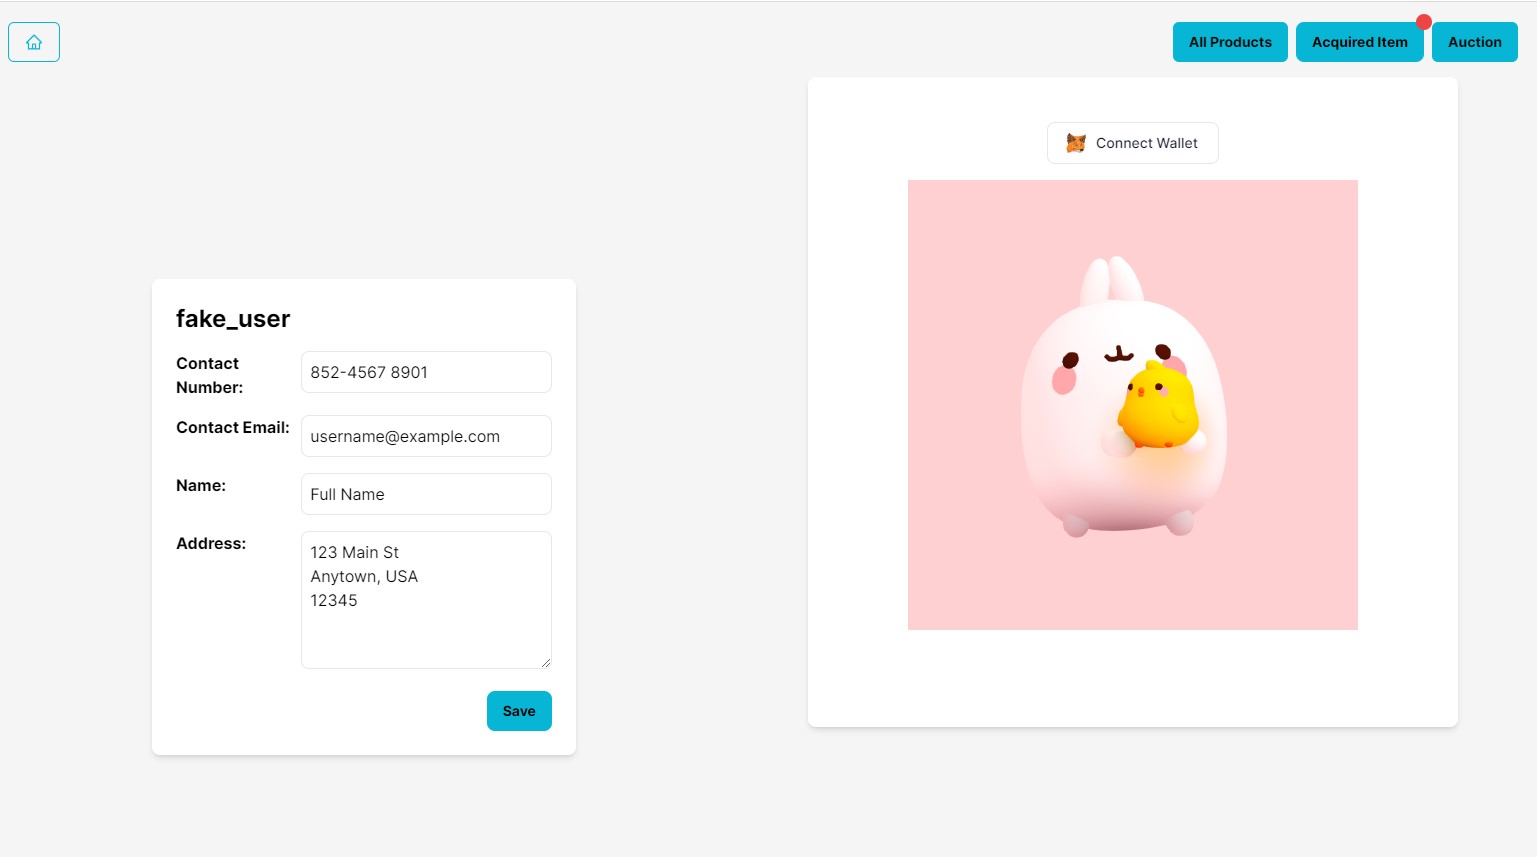 All Products
Acquired Item
Auction
Connect Wallet
fake_user
Contact
Number:
852-4567 8901
Contact Email:
username@example.com
Name:
Full Name
Address:
123 Main St
Anytown, USA
12345
Save